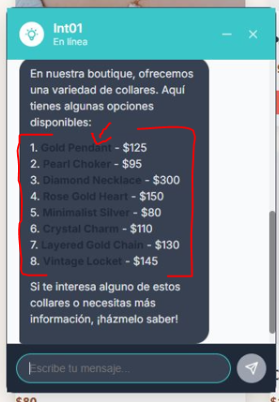 Int01
En línea
En nuestra boutique, ofrecemos
una variedad de collares. Aquí
tienes algunas opciones
disponibles:
1. Gold Pendant - $125
2. Pearl Choker - $95
3. Diamond Necklace - $300
4. Rose Gold Heart - $150
5. Minimalist Silver - $80
6. Crystal Charm - $110
7. Layered Gold Chain - $130
8. Vintage Locket - $145
Si te interesa alguno de estos
collares o necesitas más
información, ¡házmelo saber!
Escribe tu mensaje...
$80